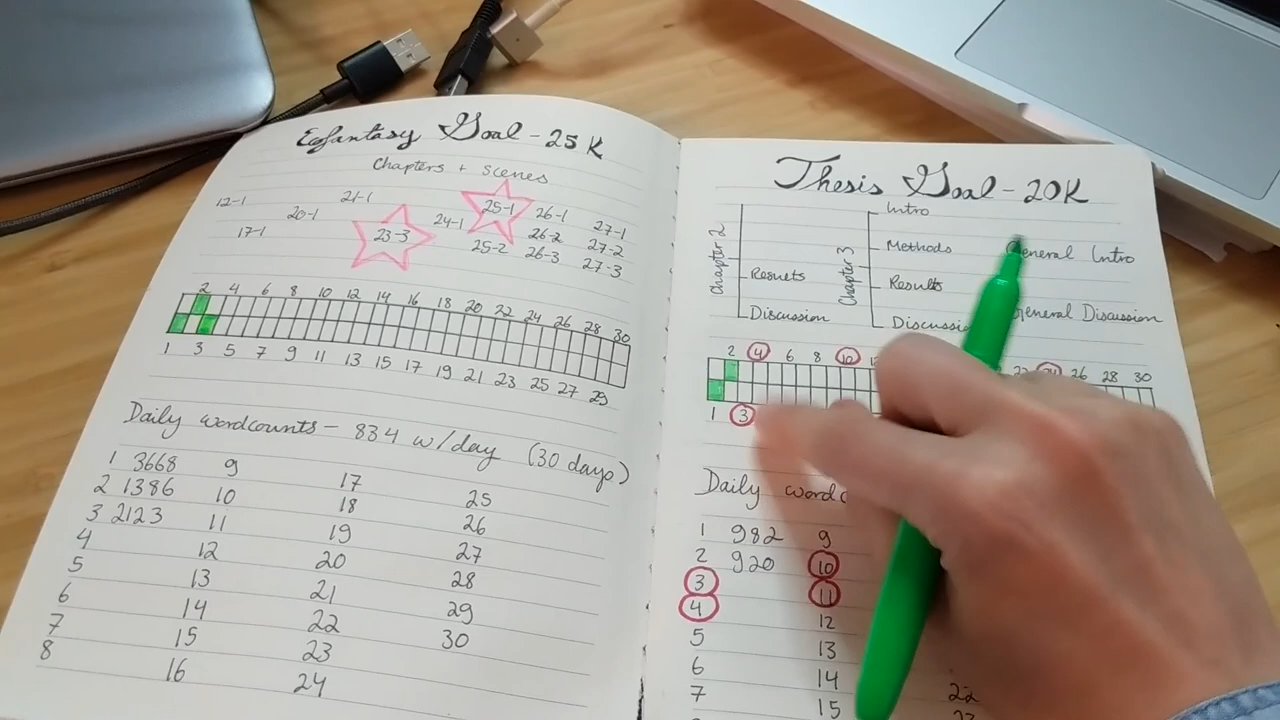 Ecofantasy Goal - 25K
Chapters + scenes
12-1 20-1 21-1 24-1 25-1 26-1 27-1
17-1 23-3 25-2 26-2 27-2
26-3 27-3
2 4 6 8 10 12 14 16 18 20 22 24 26 28 30
1 3 5 7 9 11 13 15 17 19 21 23 25 27 29
Daily wordcounts - 834 w/day (30 days)
1 3668 9 17 25
2 1386 10 18 26
3 2123 11 19 27
4 12 20 28
5 13 21 29
6 14 22 30
7 15 23
8 16 24
Thesis Goal - 20K
Chapter 2
Results
Discussion
Chapter 3
Intro
Methods
Results
Discussion
General Intro
General Discussion
2 4 6 8 10 26 28 30
1 3
Daily
1 982 9
2 920 10
3 11
4 12
5 13
6 14
7 15
22